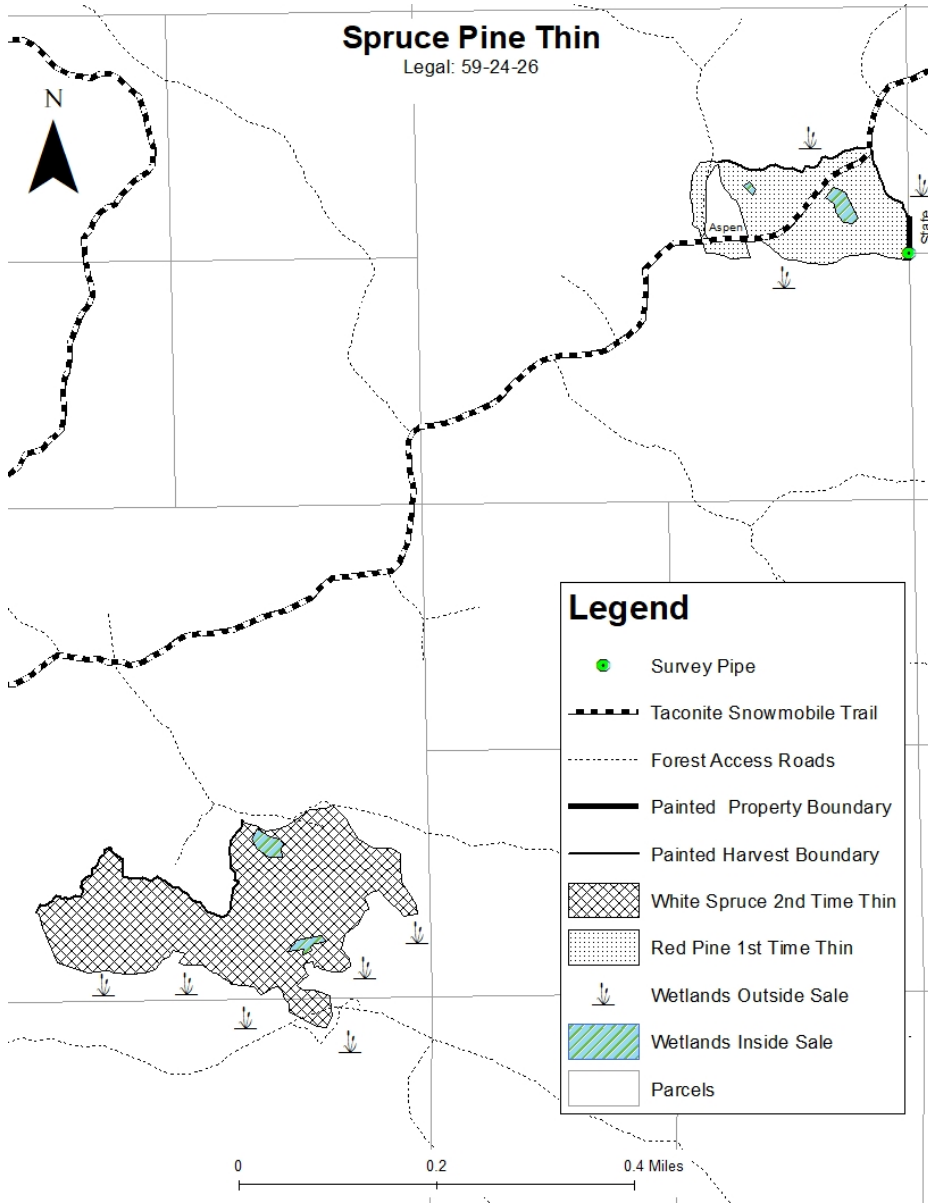 Spruce Pine Thin
Legal: 59-24-26
N
Aspen
State
Legend
Survey Pipe
Taconite Snowmobile Trail
Forest Access Roads
Painted Property Boundary
Painted Harvest Boundary
White Spruce 2nd Time Thin
Red Pine 1st Time Thin
Wetlands Outside Sale
Wetlands Inside Sale
Parcels
0 0.2 0.4 Miles